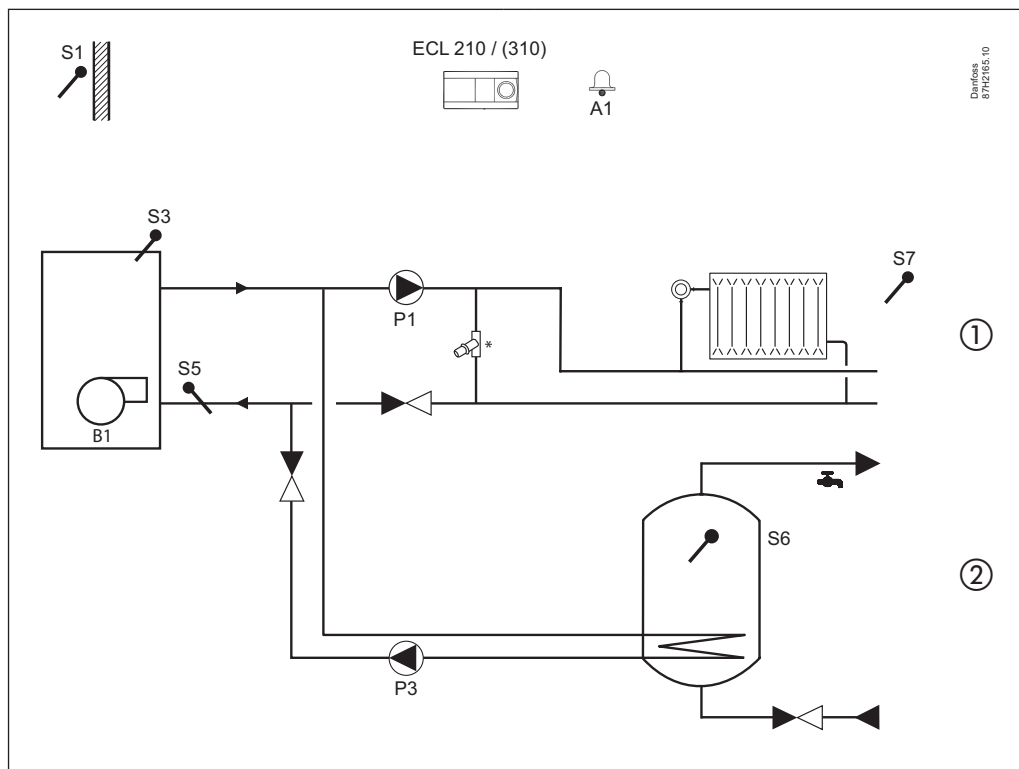 S1
ECL 210 / (310)
A1
Danfoss
87H2165.10
S3
S7
P1
*
①
S5
B1
S6
②
P3